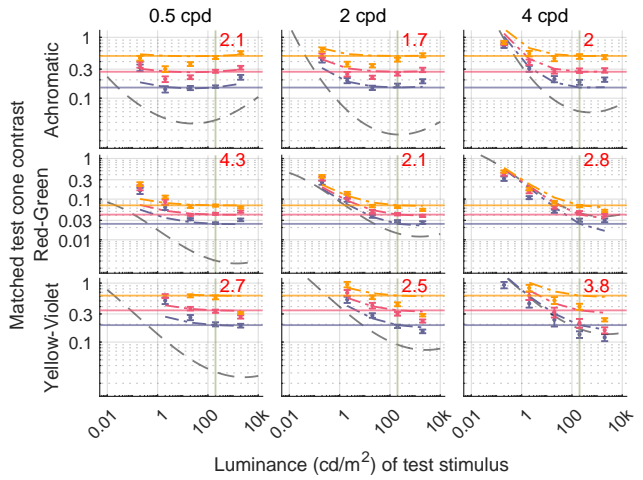 0.5 cpd 2 cpd 4 cpd
Matched test cone contrast
Achromatic
1
0.3
0.1
2.1 1.7 2
Red-Green
1
0.3
0.1
0.03
0.01
4.3 2.1 2.8
Yellow-Violet
1
0.3
0.1
2.7 2.5 3.8
0.01 1 100 10k 0.01 1 100 10k 0.01 1 100 10k
Luminance (cd/m²) of test stimulus